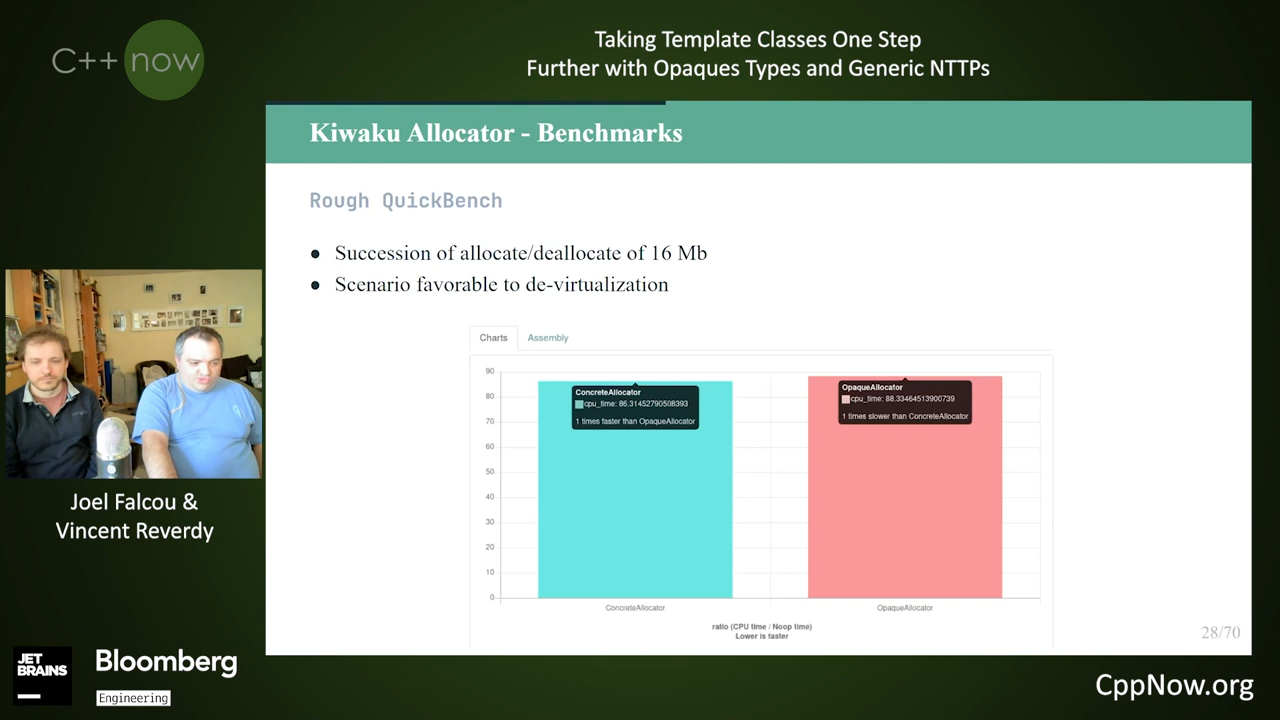 C++ now
Taking Template Classes One Step
Further with Opaques Types and Generic NTTPs
Kiwaku Allocator - Benchmarks
Rough QuickBench
● Succession of allocate/deallocate of 16 Mb
● Scenario favorable to de-virtualization
Charts
Assembly
90
80
70
60
50
40
30
20
10
0
ConcreteAllocator
cpu_time: 86.31452790508393
1 times faster than OpaqueAllocator
OpaqueAllocator
cpu_time: 88.33464513900739
1 times slower than ConcreteAllocator
ConcreteAllocator
OpaqueAllocator
ratio (CPU time / Noop time)
Lower is faster
28/70
Joel Falcou &
Vincent Reverdy
JET
BRAINS
Bloomberg
Engineering
CppNow.org